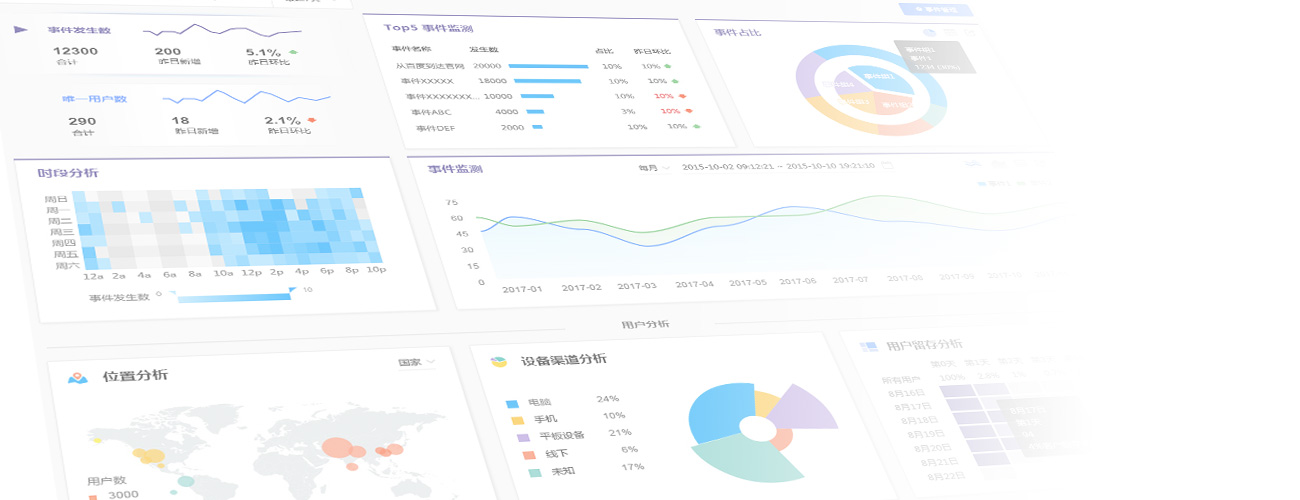 事件发生数
12300
合计
200
昨日新增
5.1%
昨日环比
唯一用户数
290
合计
18
昨日新增
2.1%
昨日环比
Top5 事件监测
事件名称 发生数 占比 昨日环比
从百度到达官网 20000 10% 10%
事件XXXXX 18000 10% 10%
事件XXXXXXX... 10000 10% 10%
事件ABC 4000 3% 10%
事件DEF 2000 10% 10%
事件占比
时段分析
周日
周一
周二
周三
周四
周五
周六
12a 2a 4a 6a 8a 10a 12p 2p 4p 6p 8p 10p
事件发生数 0 10
事件监测
每月 2015-10-02 09:12:21 ~ 2015-10-10 19:21:10
75
60
45
30
15
0
2017-01 2017-02 2017-03 2017-04 2017-05 2017-06 2017-07 2017-08 2017-09 2017-10
用户分析
位置分析
国家
用户数
3000
设备渠道分析
电脑 24%
手机 10%
平板设备 21%
线下 6%
未知 17%
用户留存分析
第0天 第1天
所有用户 100%
8月16日
8月17日
8月18日
8月19日
8月20日
8月21日
8月22日